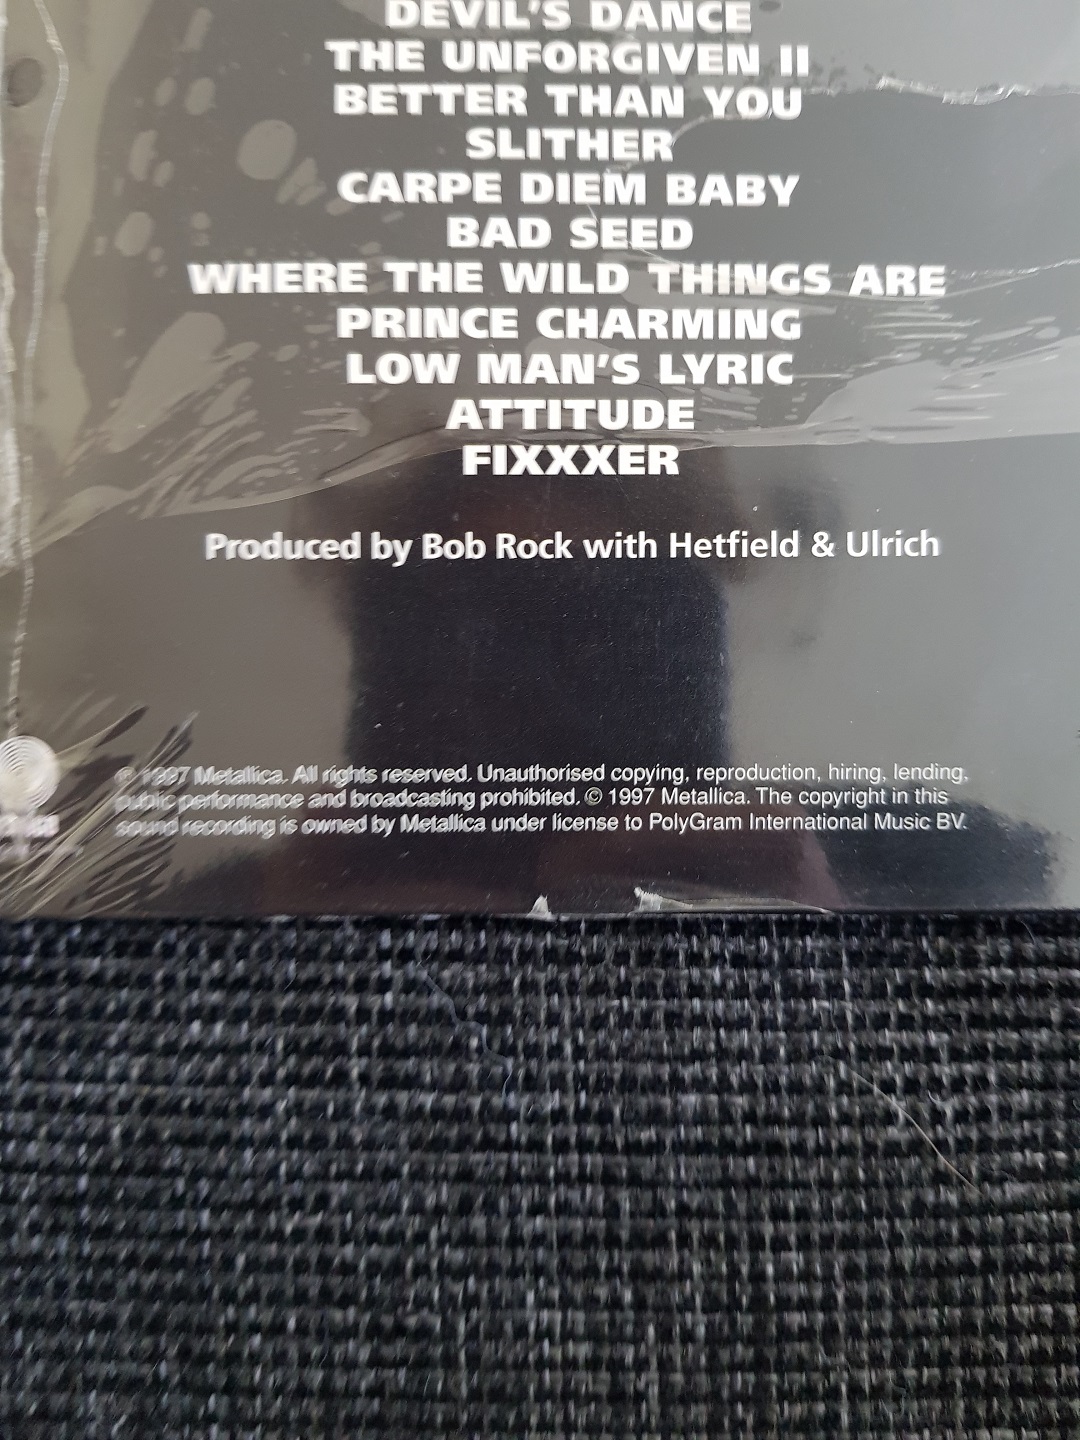 DEVIL'S DANCE
THE UNFORGIVEN II
BETTER THAN YOU
SLITHER
CARPE DIEM BABY
BAD SEED
WHERE THE WILD THINGS ARE
PRINCE CHARMING
LOW MAN'S LYRIC
ATTITUDE
FIXXXER
Produced by Bob Rock with Hetfield & Ulrich
℗ 1997 Metallica. All rights reserved. Unauthorised copying, reproduction, hiring, lending,
public performance and broadcasting prohibited. © 1997 Metallica. The copyright in this
sound recording is owned by Metallica under license to PolyGram International Music BV.